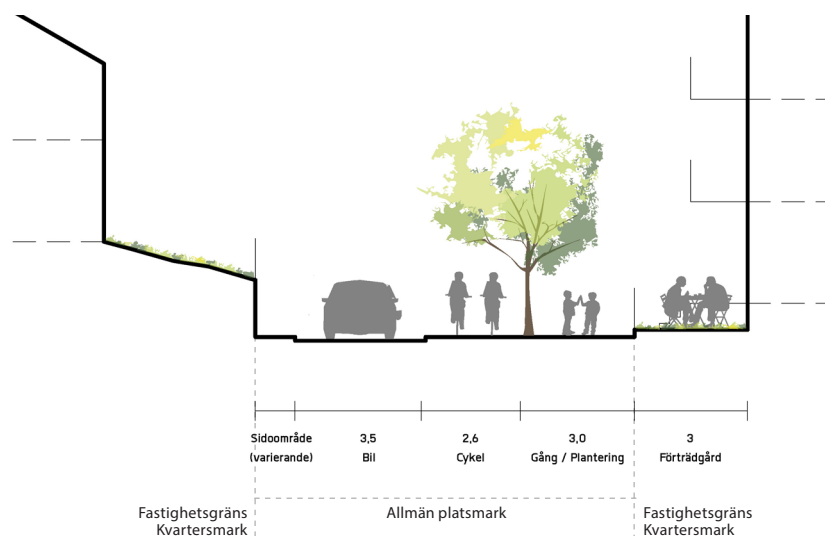 Sidoområde 3,5 2,6 3,0 3
(varierande) Bil Cykel Gång / Plantering Förträdgård
Fastighetsgräns Allmän platsmark Fastighetsgräns
Kvartersmark Kvartersmark